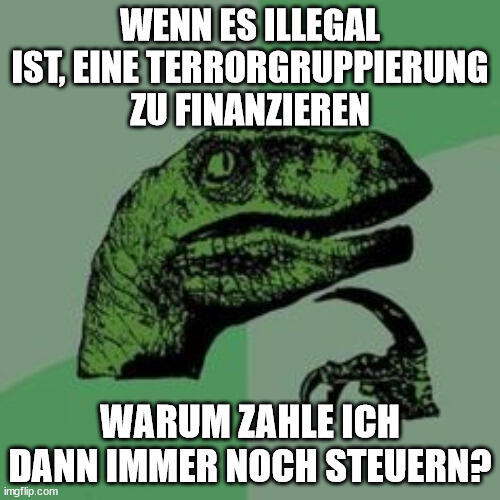 WENN ES ILLEGAL
IST, EINE TERRORGRUPPIERUNG
ZU FINANZIEREN
WARUM ZAHLE ICH
DANN IMMER NOCH STEUERN?
imgflip.com